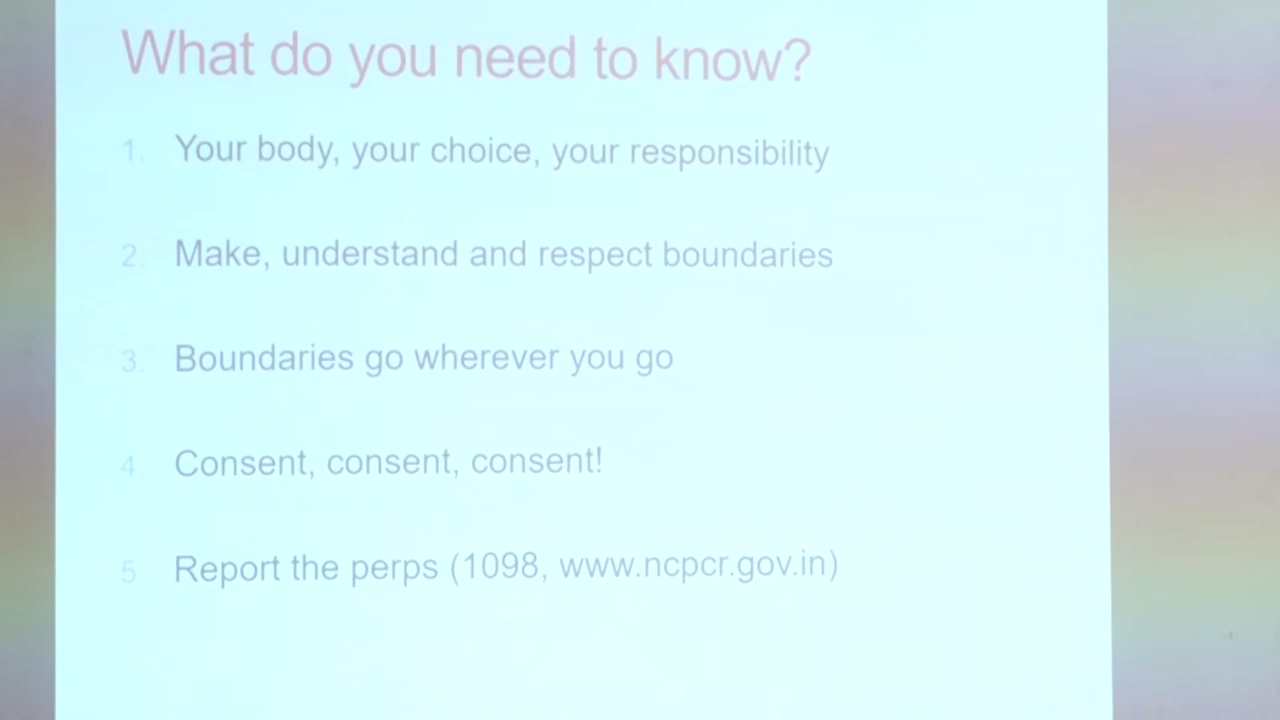 What do you need to know?
1. Your body, your choice, your responsibility
2. Make, understand and respect boundaries
3. Boundaries go wherever you go
4. Consent, consent, consent!
5. Report the perps (1098, www.ncpcr.gov.in)